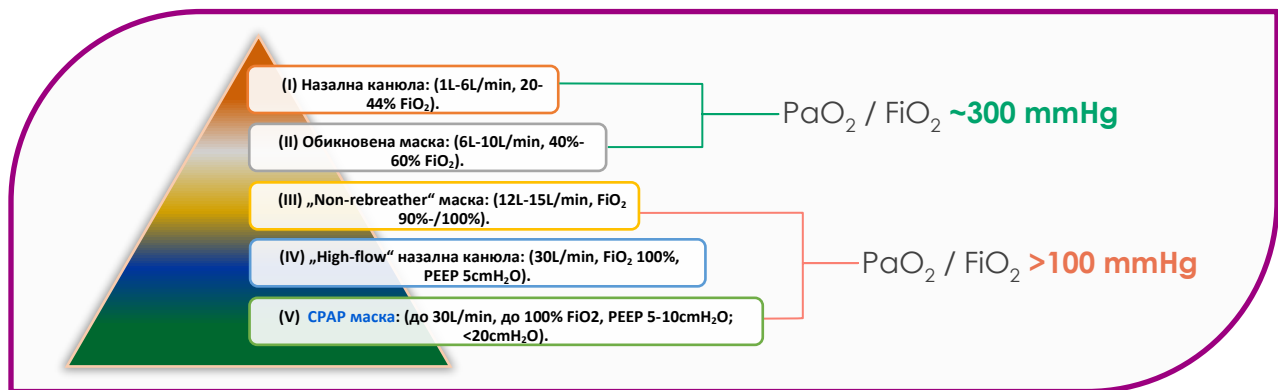 (I) Назална канюла: (1L-6L/min, 20-
44% FiO₂).
(II) Обикновена маска: (6L-10L/min, 40%-
60% FiO₂).
PaO₂ / FiO₂ ~300 mmHg
(III) „Non-rebreather“ маска: (12L-15L/min, FiO₂
90%-/100%).
(IV) „High-flow“ назална канюла: (30L/min, FiO₂ 100%,
PEEP 5cmH₂O).
(V) CPAP маска: (до 30L/min, до 100% FiO2, PEEP 5-10cmH₂O;
<20cmH₂O).
PaO₂ / FiO₂ >100 mmHg